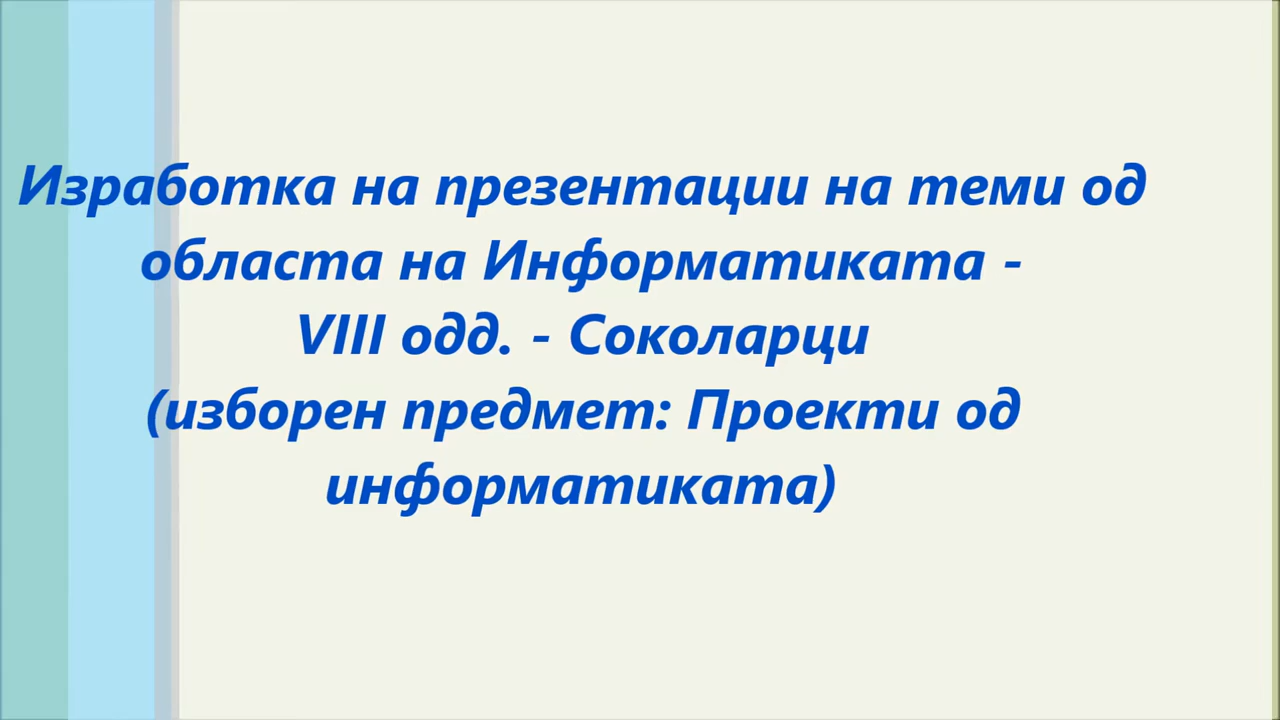 Изработка на презентации на теми од
областа на Информатиката -
VIII одд. - Соколарци
(изборен предмет: Проекти од
информатиката)